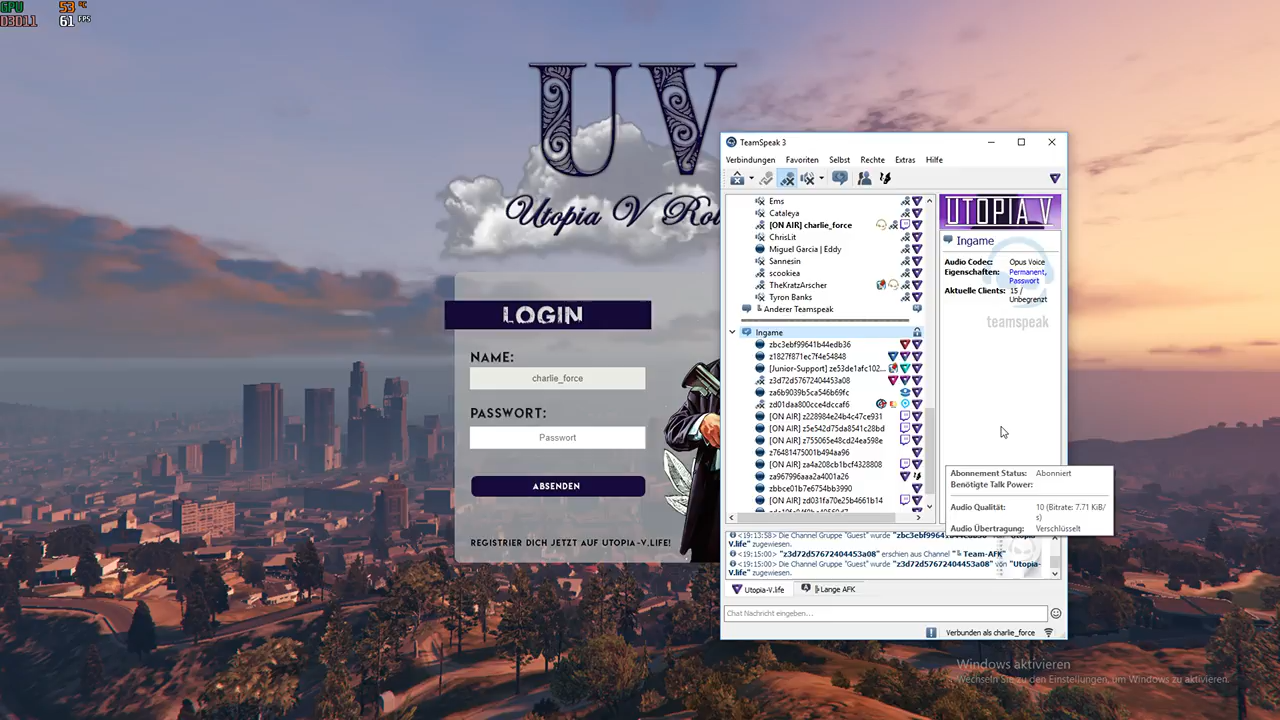 GPU 53 °C
D3D11 61 FPS
UV
Utopia V
LOGIN
NAME:
charlie_force
PASSWORT:
Passwort
ABSENDEN
REGISTRIER DICH JETZT AUF UTOPIA-V.LIFE!
TeamSpeak 3
Verbindungen Favoriten Selbst Rechte Extras Hilfe
Ems
Cataleya
[ON AIR] charlie_force
ChrisLit
Miguel Garcia | Eddy
Sannesin
scookiea
TheKratzArscher
Tyron Banks
Anderer Teamspeak
Ingame
zbc3ebf99641b44edb36
z1827f871ec7f4e54848
[Junior-Support] ze53de1afc102...
z3d72d57672404453a08
za6b9039b5ca546b69fc
zd01daa800cce4dccaf6
[ON AIR] z228984e24b4c47ce931
[ON AIR] z5e542d75da8541c28bd
[ON AIR] z755065e48cd24ea598e
z76481475001b494aa96
[ON AIR] za4a208cb1bcf4328808
za967996aaa2a4001a26
zbbce01b7e6754bb3990
[ON AIR] zd031fa70e25b4661b14
UTOPIA V
Ingame
Audio Codec: Opus Voice
Eigenschaften: Permanent,
Passwort
Aktuelle Clients: 15 /
Unbegrenzt
teamspeak
Abonnement Status: Abonniert
Benötigte Talk Power:
Audio Qualität: 10 (Bitrate: 7.71 KiB/
s)
Audio Übertragung: Verschlüsselt
<19:13:58> Die Channel Gruppe "Guest" wurde
V.life" zugewiesen.
<19:15:00> "z3d72d57672404453a08" erschien aus Channel "Team-AFK"
<19:15:00> Die Channel Gruppe "Guest" wurde "z3d72d57672404453a08" von "Utopia-
V.life" zugewiesen.
Utopia-V.life Lange AFK
Chat Nachricht eingeben...
Verbunden als charlie_force
Windows aktivieren
Wechseln Sie zu den Einstellungen, um Windows zu aktivieren.